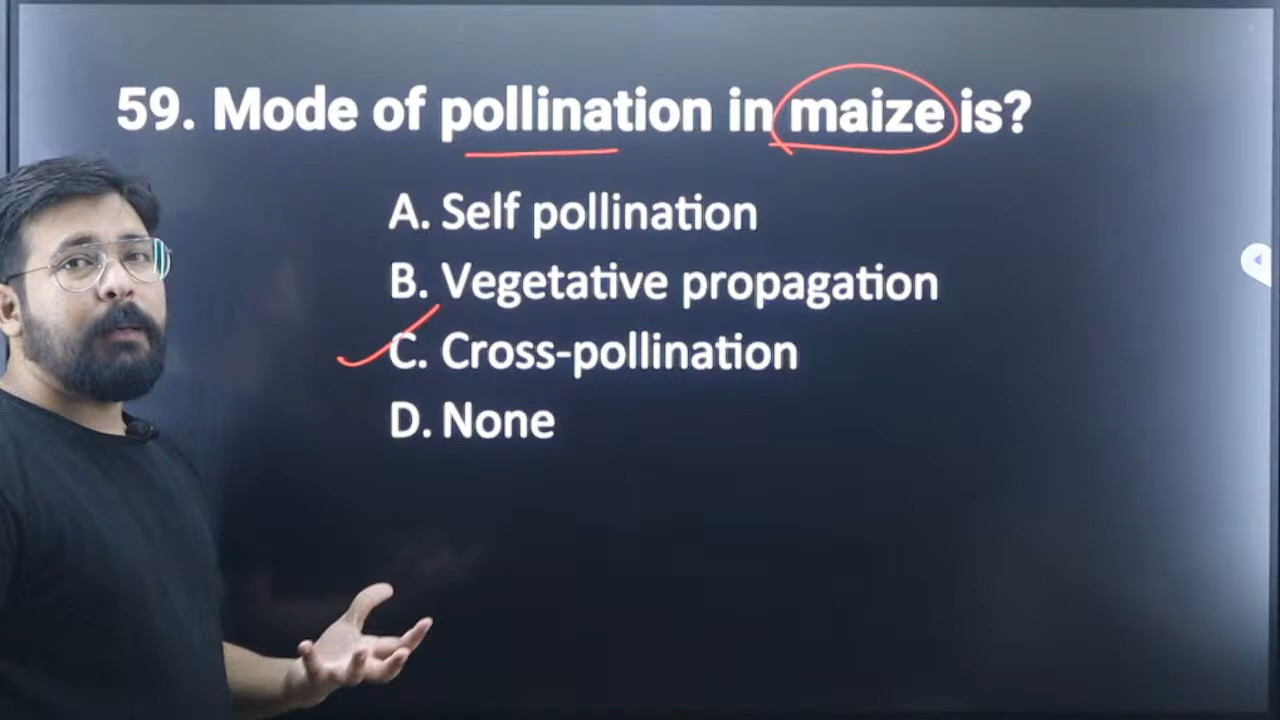 59. Mode of pollination in maize is?
A. Self pollination
B. Vegetative propagation
C. Cross-pollination
D. None